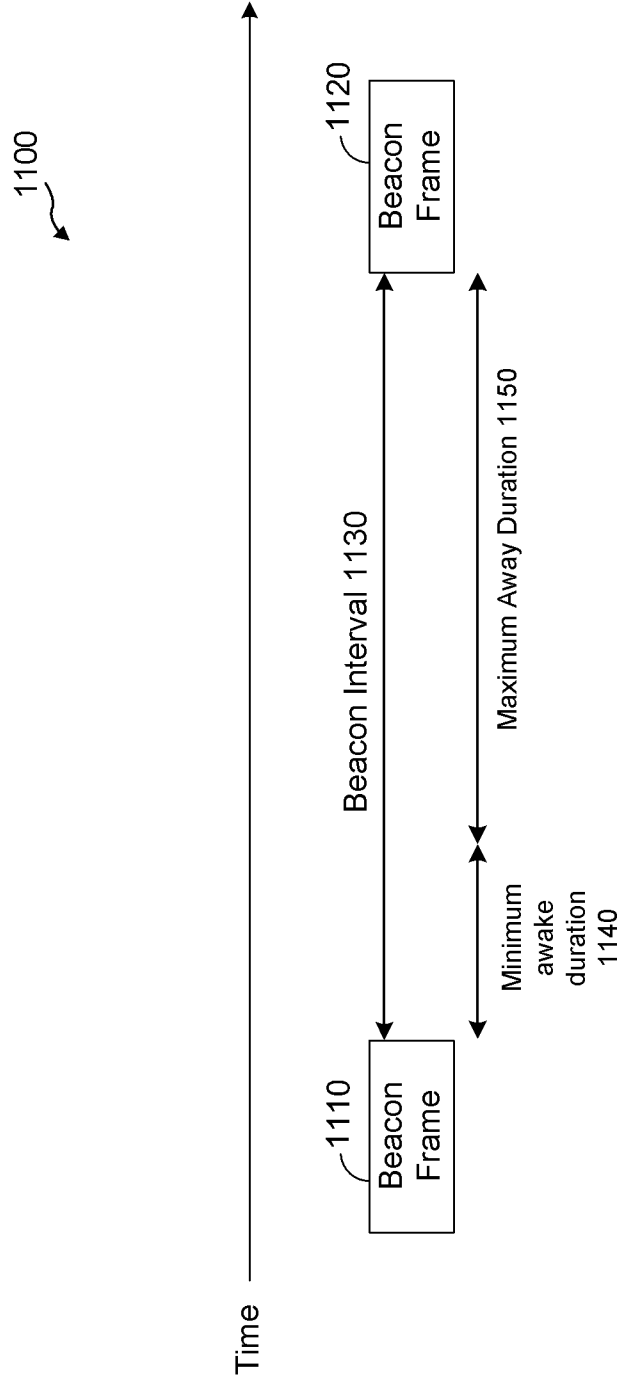 1100
Time
1110
Beacon
Frame
1120
Beacon
Frame
Beacon Interval 1130
Minimum
awake
duration
1140
Maximum Away Duration 1150